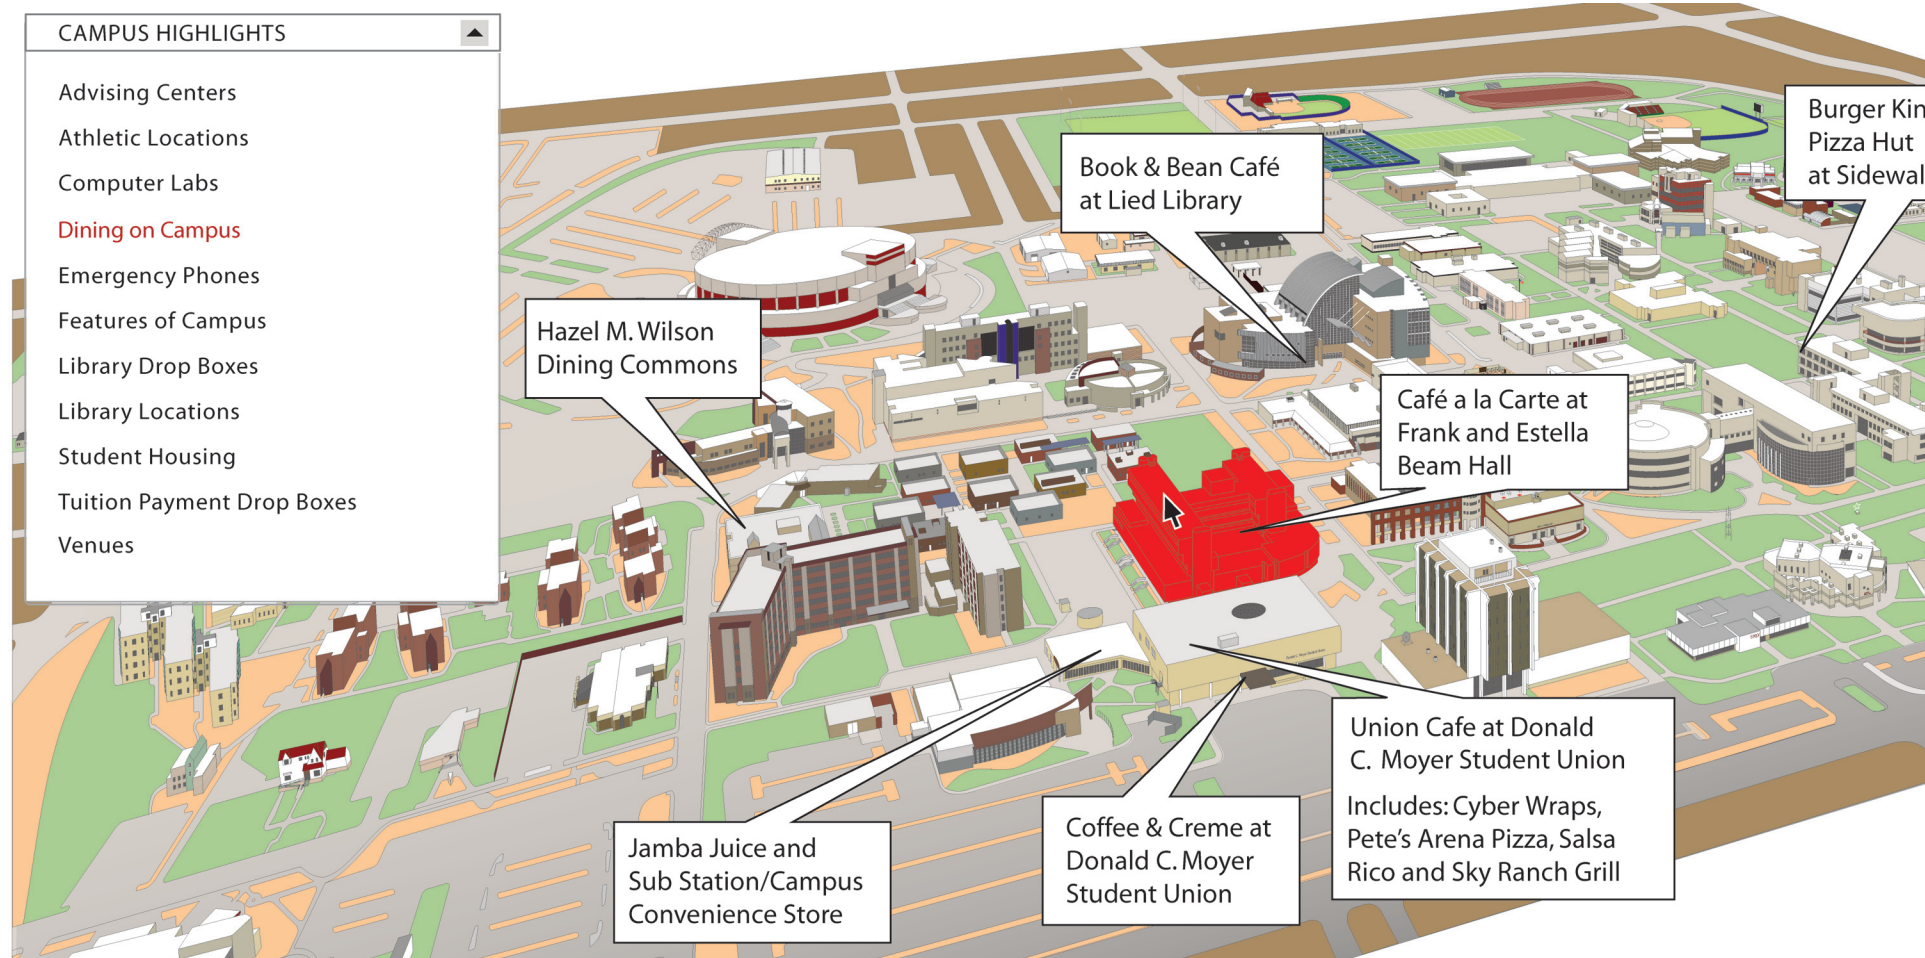 CAMPUS HIGHLIGHTS
Advising Centers
Athletic Locations
Computer Labs
Dining on Campus
Emergency Phones
Features of Campus
Library Drop Boxes
Library Locations
Student Housing
Tuition Payment Drop Boxes
Venues
Book & Bean Café
at Lied Library
Burger Kin
Pizza Hut
at Sidewal
Hazel M. Wilson
Dining Commons
Café a la Carte at
Frank and Estella
Beam Hall
Jamba Juice and
Sub Station/Campus
Convenience Store
Coffee & Creme at
Donald C. Moyer
Student Union
Union Cafe at Donald
C. Moyer Student Union
Includes: Cyber Wraps,
Pete's Arena Pizza, Salsa
Rico and Sky Ranch Grill